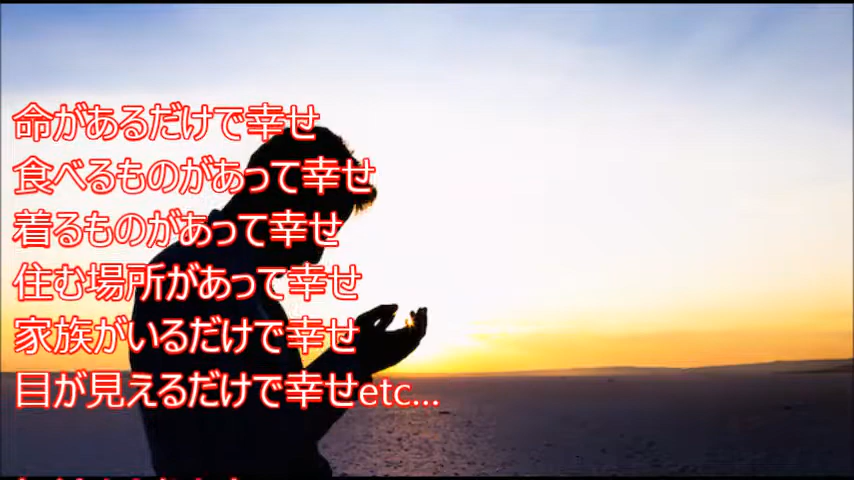 命があるだけで幸せ
食べるものがあって幸せ
着るものがあって幸せ
住む場所があって幸せ
家族がいるだけで幸せ
目が見えるだけで幸せetc...